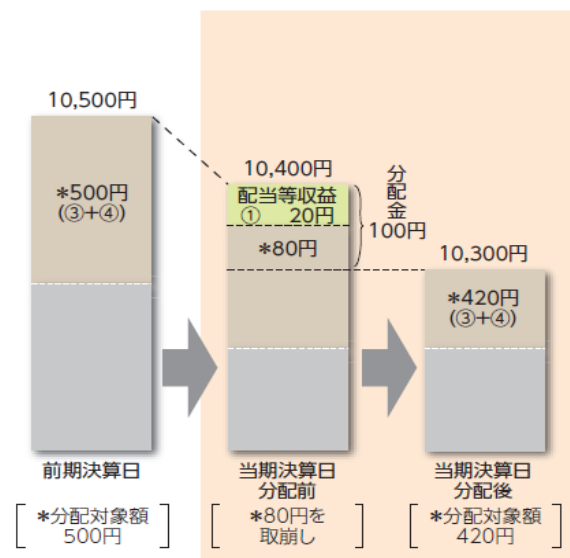 10,500円
*500円
(③+④)
10,400円
配当等収益
① 20円
*80円
分配金
100円
10,300円
*420円
(③+④)
前期決算日
当期決算日
分配前
当期決算日
分配後
*分配対象額
500円
*80円を
取崩し
*分配対象額
420円